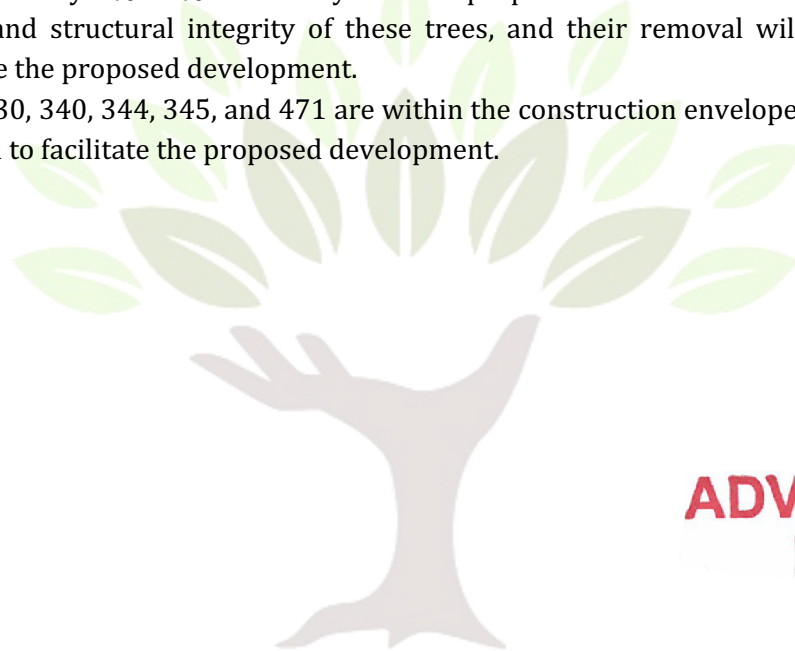 and structural integrity of these trees, and their removal wil
e the proposed development.
30, 340, 344, 345, and 471 are within the construction envelope
to facilitate the proposed development.
ADV